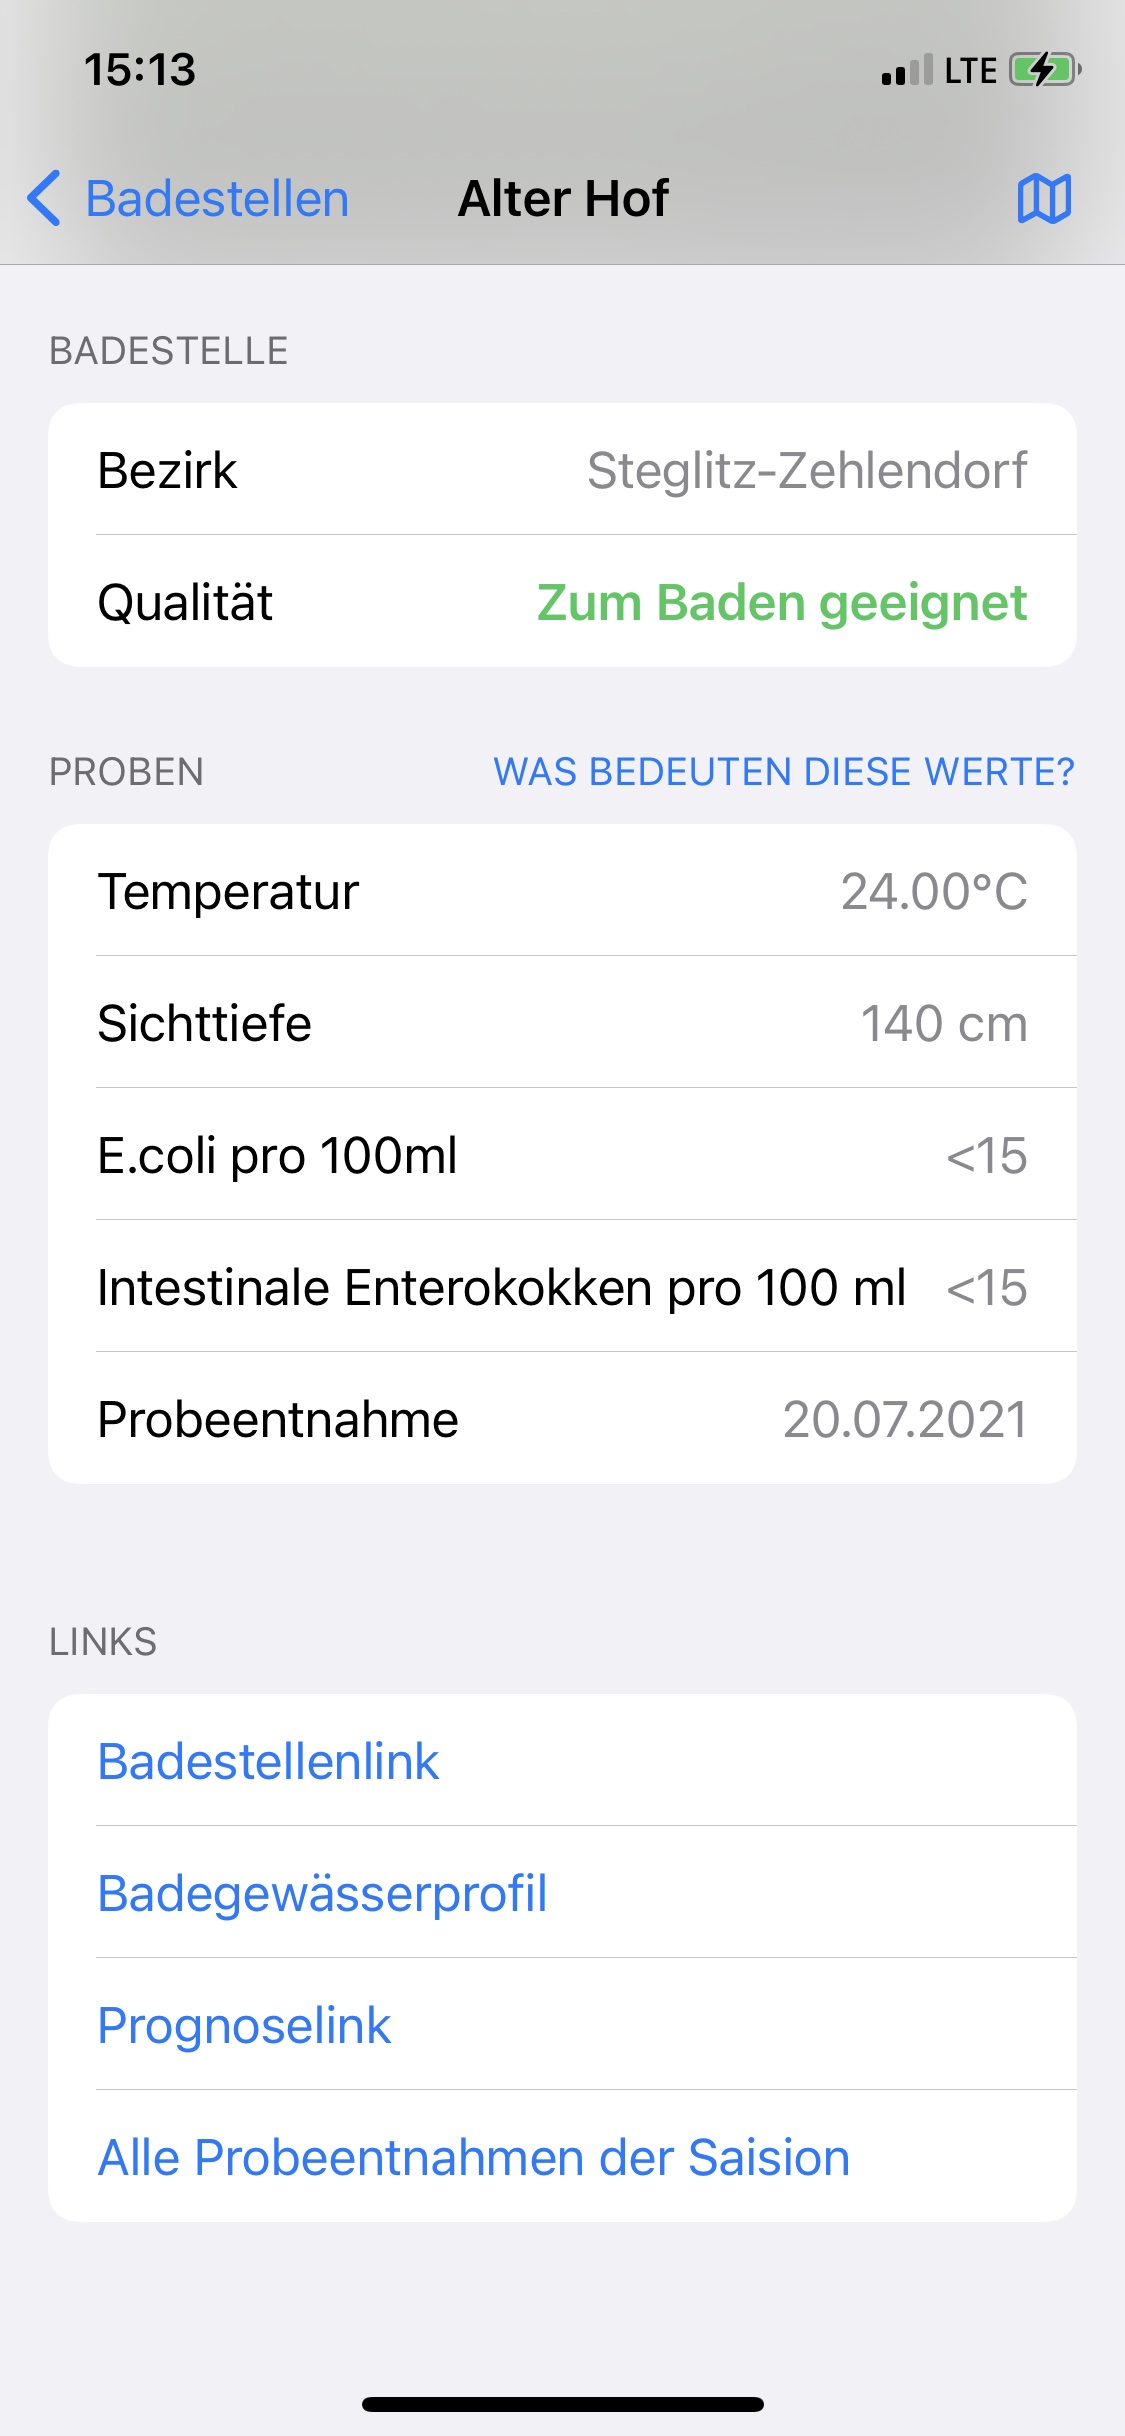 15:13 LTE
Badestellen Alter Hof
BADESTELLE
Bezirk Steglitz-Zehlendorf
Qualität Zum Baden geeignet
PROBEN WAS BEDEUTEN DIESE WERTE?
Temperatur 24.00°C
Sichttiefe 140 cm
E.coli pro 100ml <15
Intestinale Enterokokken pro 100 ml <15
Probeentnahme 20.07.2021
LINKS
Badestellenlink
Badegewässerprofil
Prognoselink
Alle Probeentnahmen der Saision